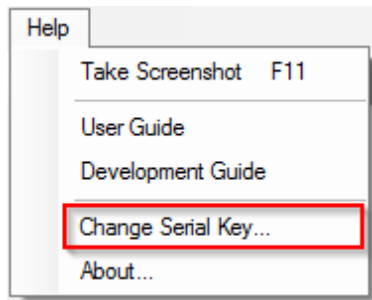 Help
Take Screenshot F11
User Guide
Development Guide
Change Serial Key...
About...